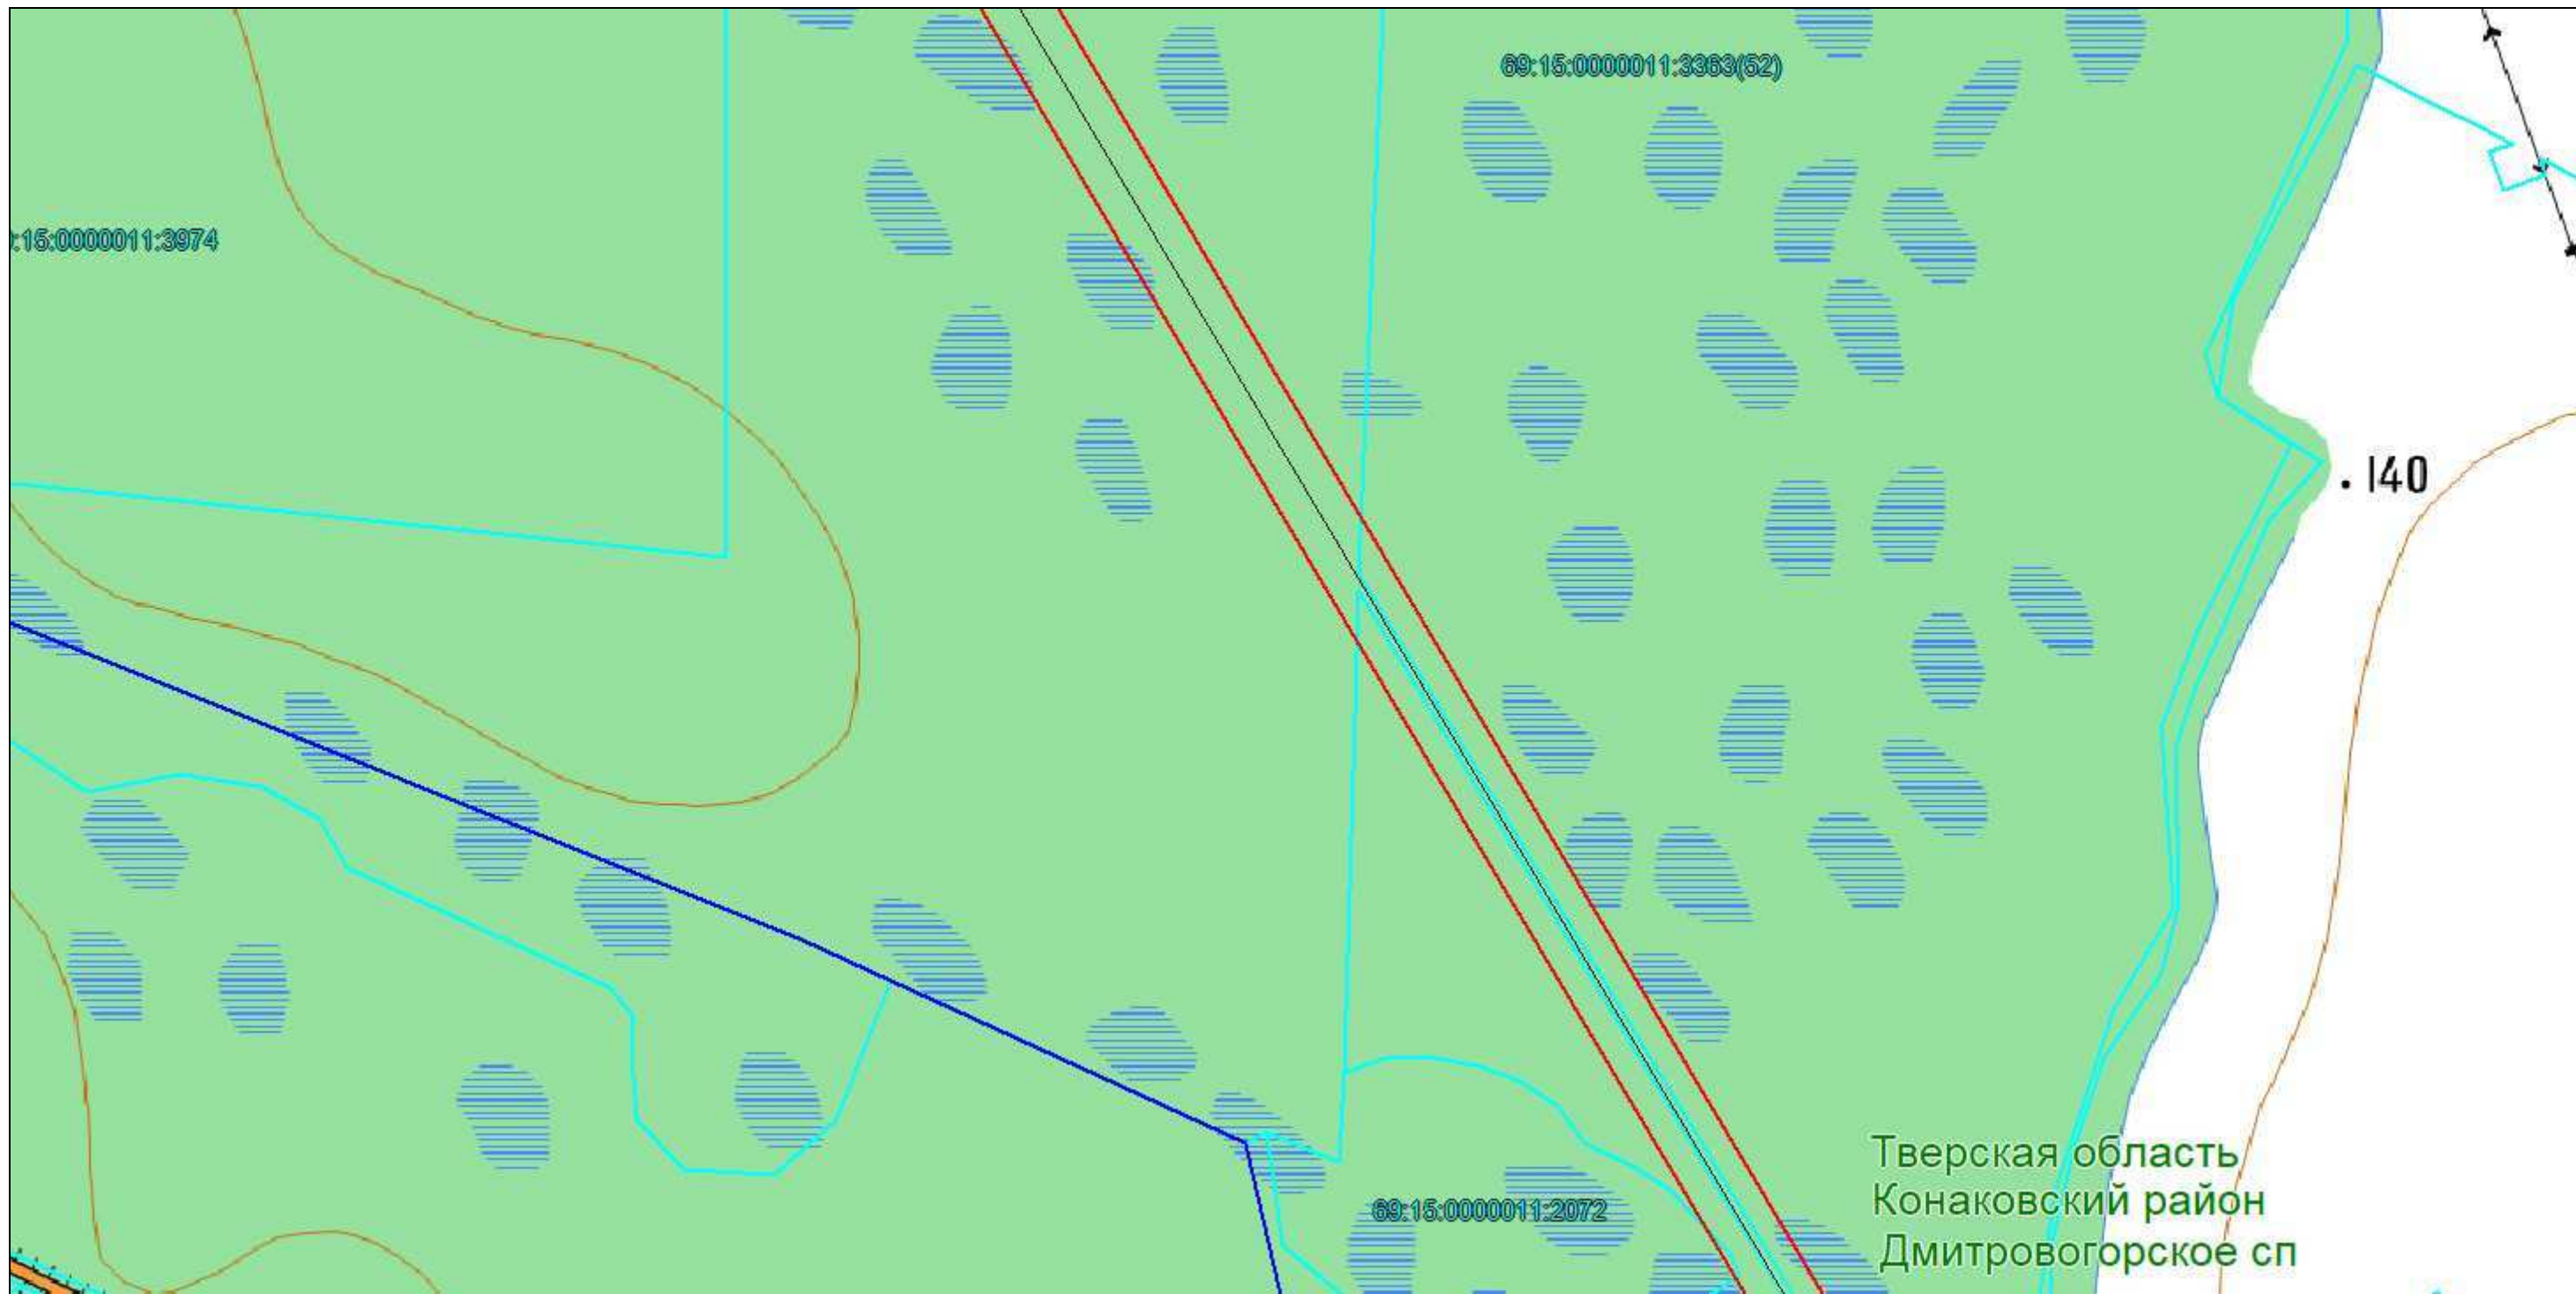 69:15:0000011:3363(52)
:15:0000011:3974
. 140
69:15:0000011:2072
Тверская область
Конаковский район
Дмитровогорское сп